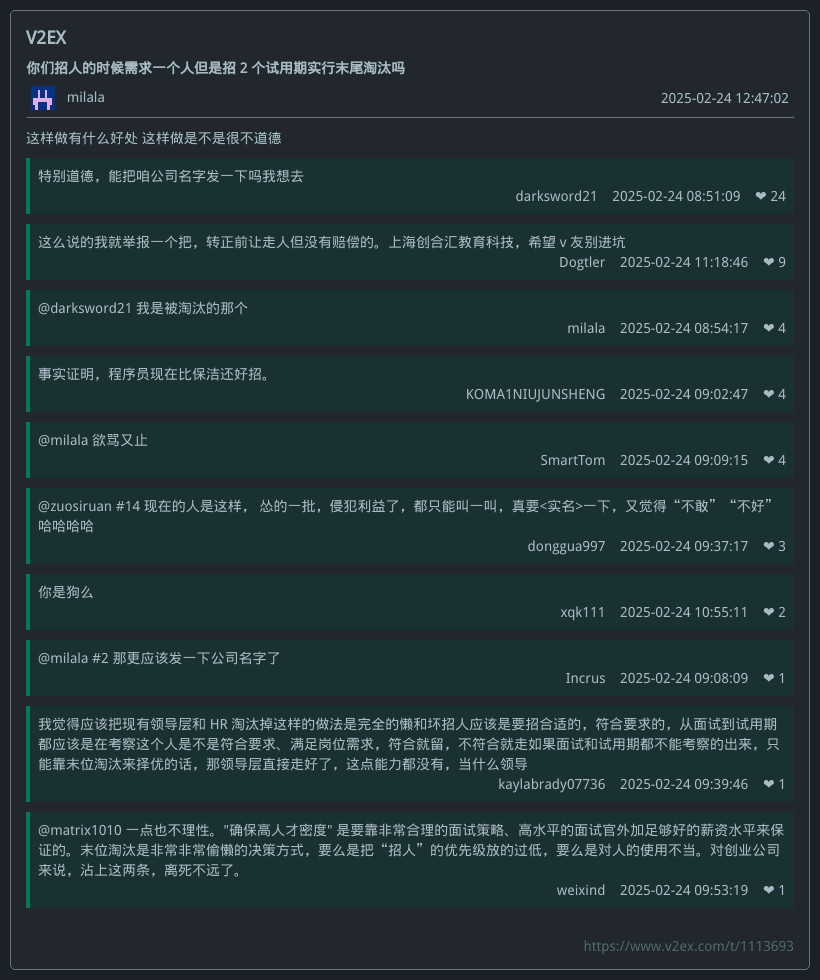 V2EX
你们招人的时候需求一个人但是招 2 个试用期实行末尾淘汰吗
milala
2025-02-24 12:47:02
这样做有什么好处 这样做是不是很不道德
特别道德，能把咱公司名字发一下吗我想去
darksword21 2025-02-24 08:51:09 ❤ 24
这么说的我就举报一个把，转正前让走人但没有赔偿的。上海创合汇教育科技，希望 v 友别进坑
Dogtler 2025-02-24 11:18:46 ❤ 9
@darksword21 我是被淘汰的那个
milala 2025-02-24 08:54:17 ❤ 4
事实证明，程序员现在比保洁还好招。
KOMA1NIUJUNSHENG 2025-02-24 09:02:47 ❤ 4
@milala 欲骂又止
SmartTom 2025-02-24 09:09:15 ❤ 4
@zuosiruan #14 现在的人是这样， 怂的一批，侵犯利益了，都只能叫一叫，真要<实名>一下，又觉得“不敢” “不好”
哈哈哈哈
donggua997 2025-02-24 09:37:17 ❤ 3
你是狗么
xqk111 2025-02-24 10:55:11 ❤ 2
@milala #2 那更应该发一下公司名字了
Incrus 2025-02-24 09:08:09 ❤ 1
我觉得应该把现有领导层和 HR 淘汰掉这样的做法是完全的懒和坏招人应该是要招合适的，符合要求的，从面试到试用期
都应该是在考察这个人是不是符合要求、满足岗位需求，符合就留，不符合就走如果面试和试用期都不能考察的出来，只
能靠末位淘汰来择优的话，那领导层直接走好了，这点能力都没有，当什么领导
kaylabrady07736 2025-02-24 09:39:46 ❤ 1
@matrix1010 一点也不理性。"确保高人才密度" 是要靠非常合理的面试策略、高水平的面试官外加足够好的薪资水平来保
证的。末位淘汰是非常非常偷懒的决策方式，要么是把“招人”的优先级放的过低，要么是对人的使用不当。对创业公司
来说，沾上这两条，离死不远了。
weixind 2025-02-24 09:53:19 ❤ 1
https://www.v2ex.com/t/1113693